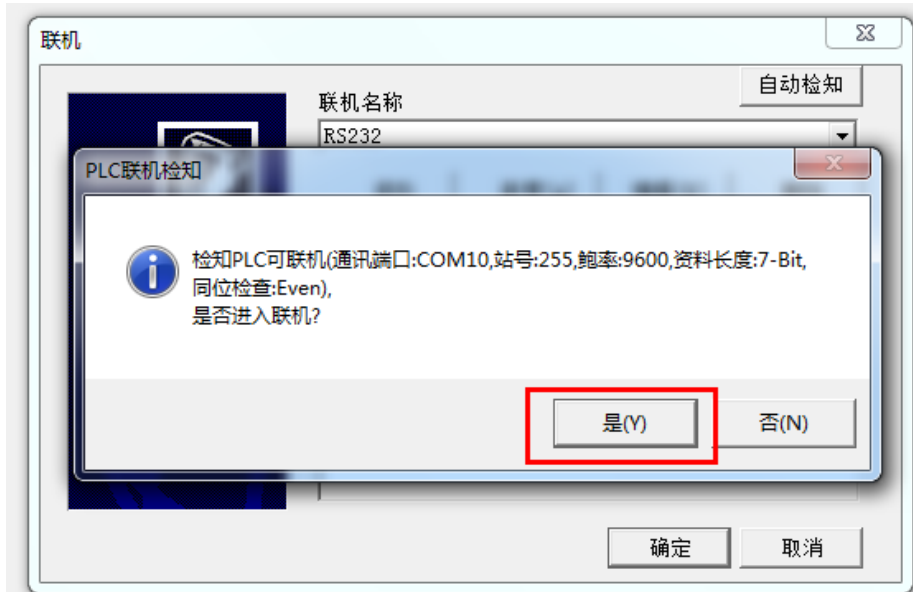 联机
自动检知
联机名称
RS232
PLC联机检知
检知PLC可联机(通讯端口:COM10,站号:255,鲍率:9600,资料长度:7-Bit,
同位检查:Even),
是否进入联机?
是(Y)
否(N)
确定
取消